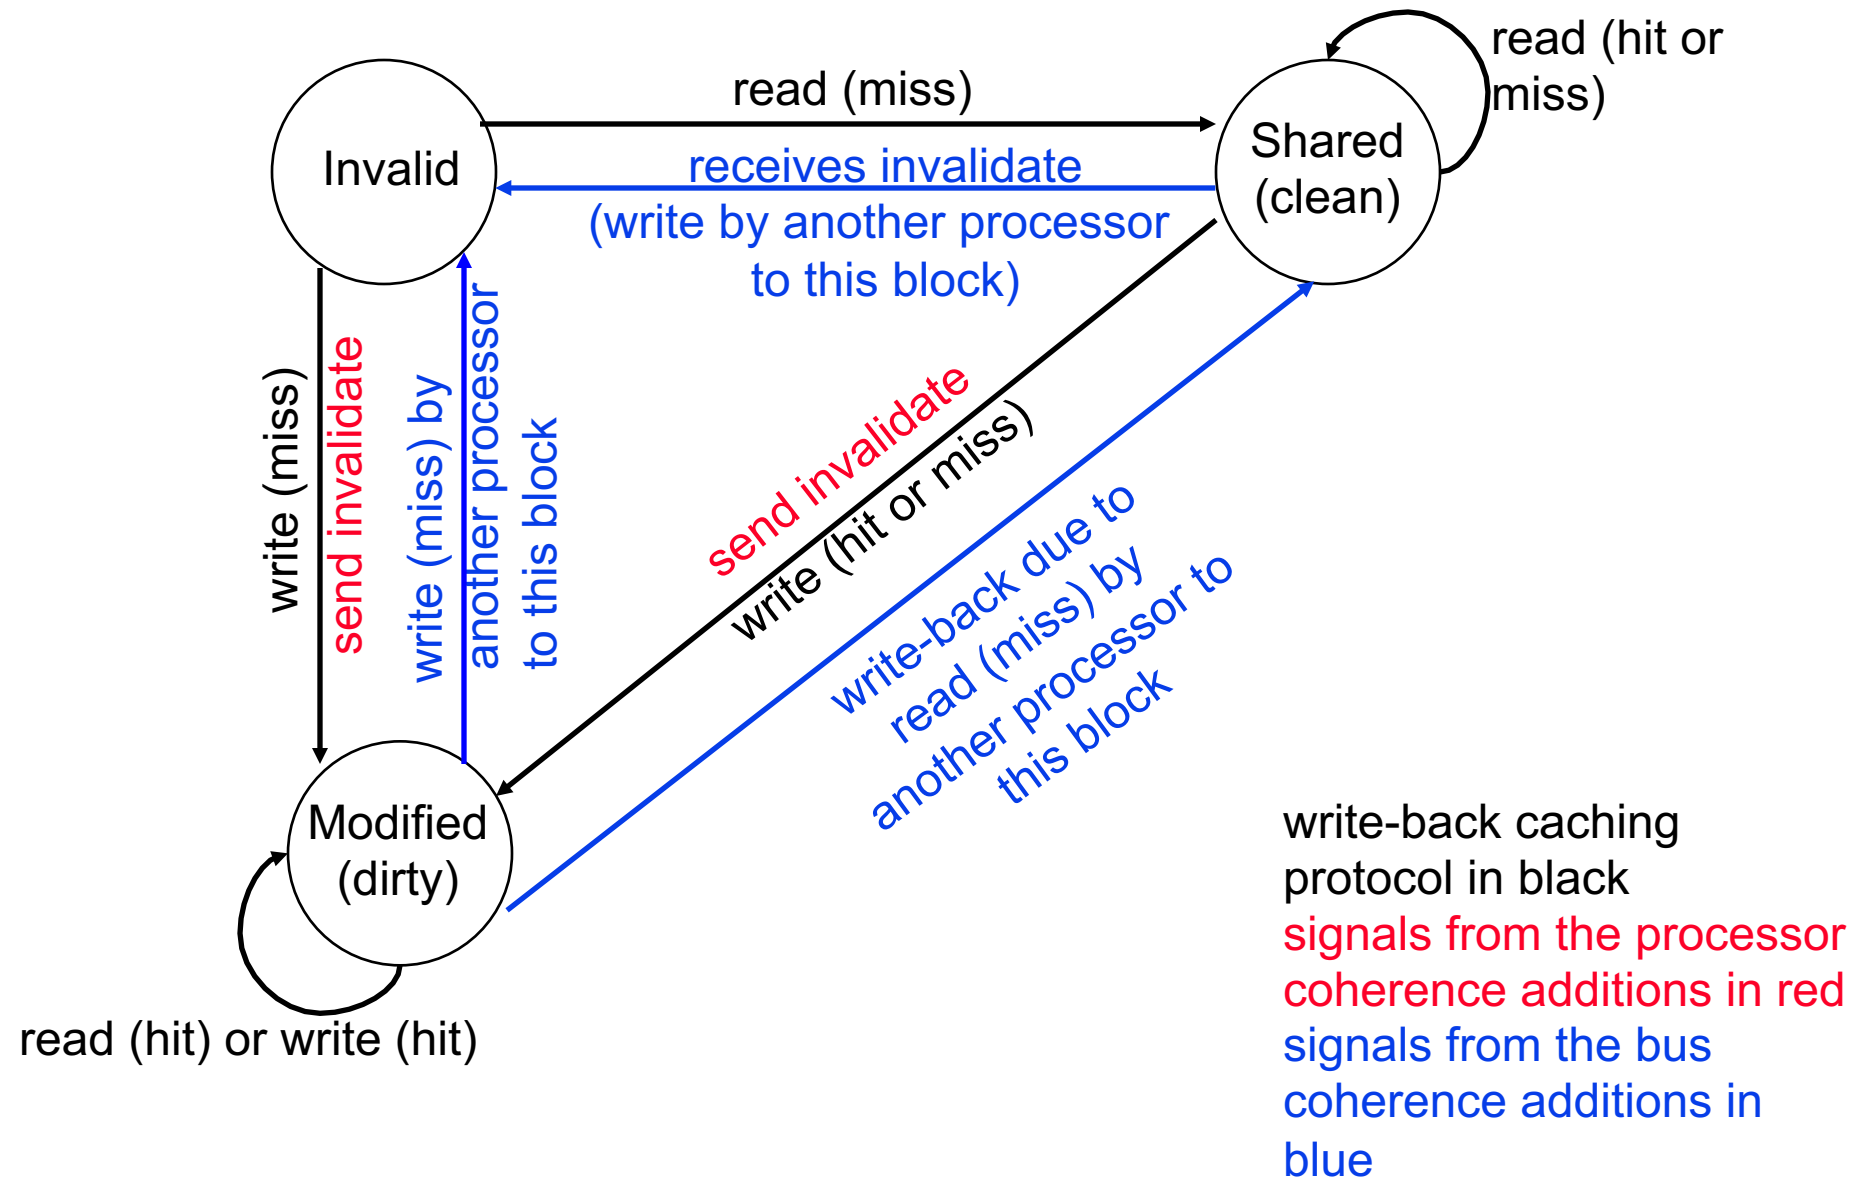 read (hit or
miss)
read (miss)
Invalid
Shared
(clean)
receives invalidate
(write by another processor
to this block)
write (miss)
send invalidate
write (miss) by
another processor
to this block
send invalidate
write (hit or miss)
write-back due to
read (miss) by
another processor to
this block
Modified
(dirty)
read (hit) or write (hit)
write-back caching
protocol in black
signals from the processor
coherence additions in red
signals from the bus
coherence additions in
blue